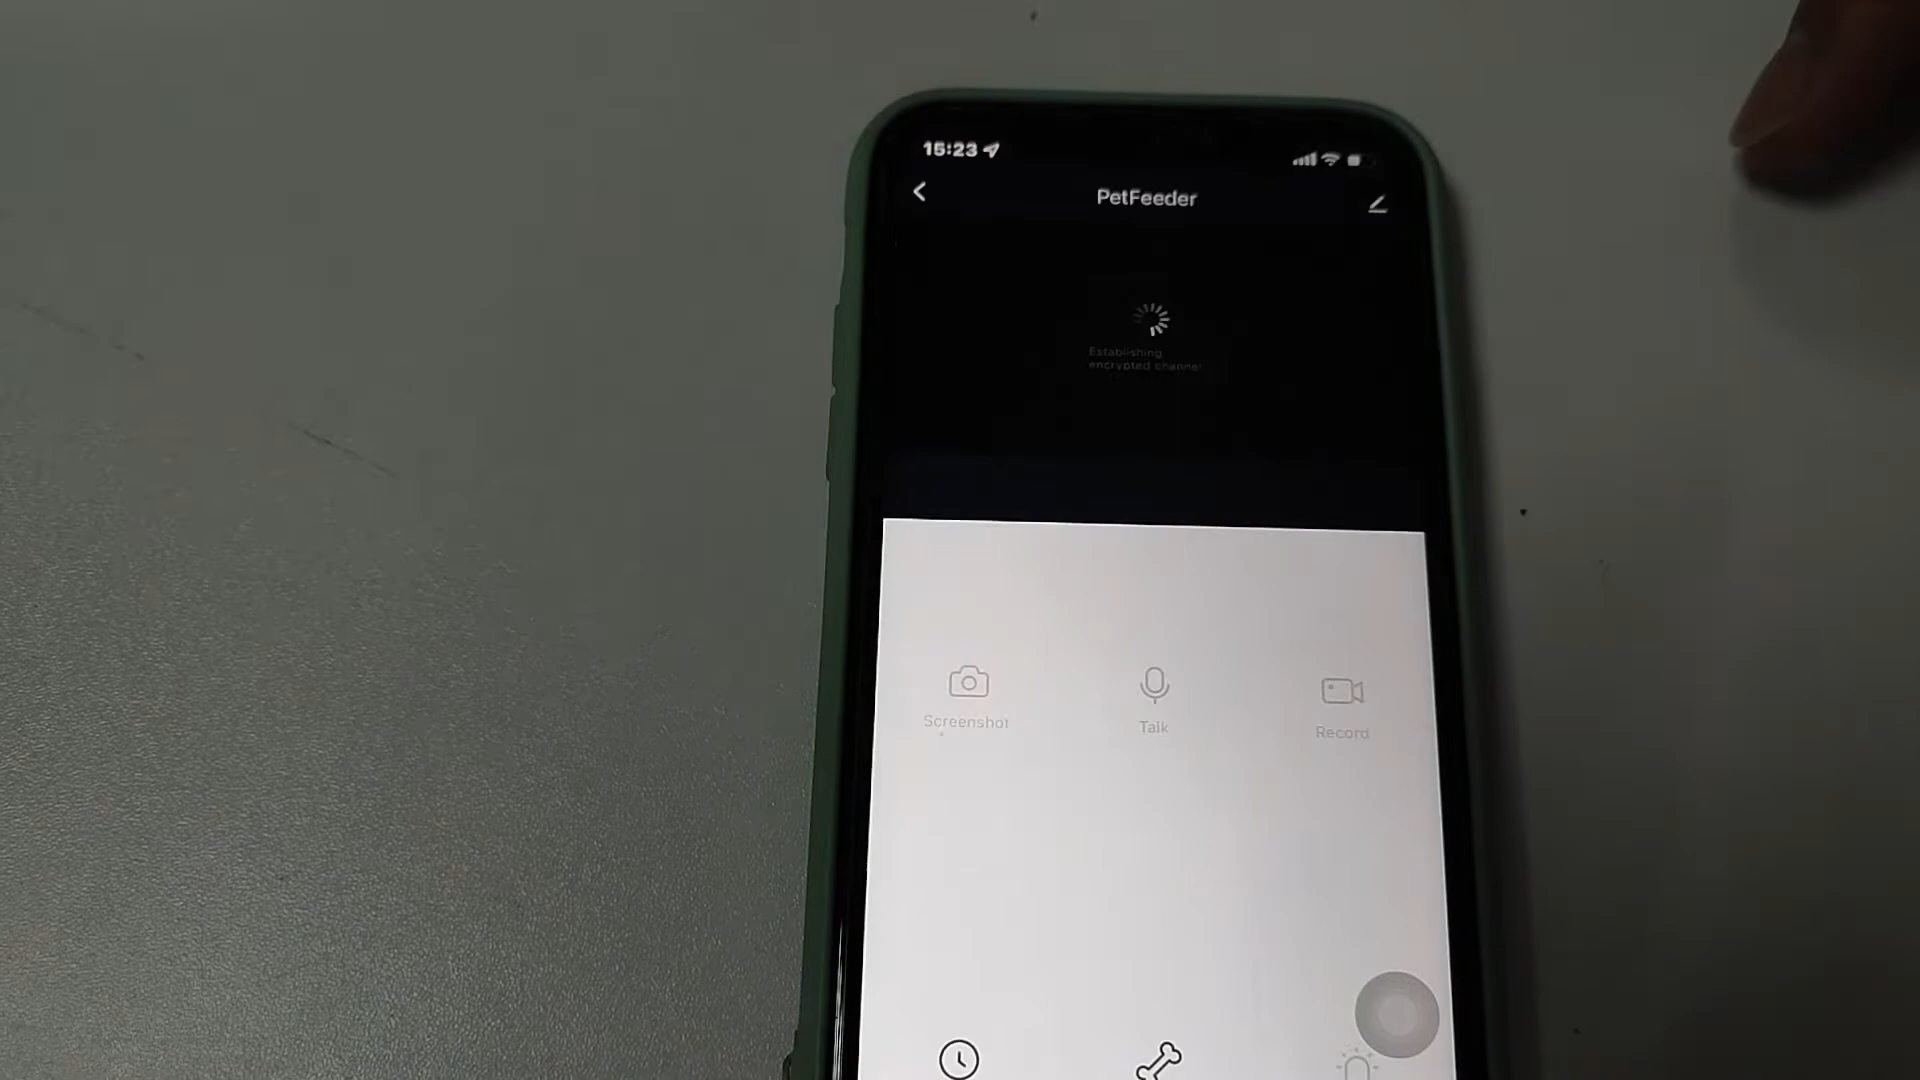 15:23
PetFeeder
Establishing
encrypted channel
Screenshot
Talk
Record